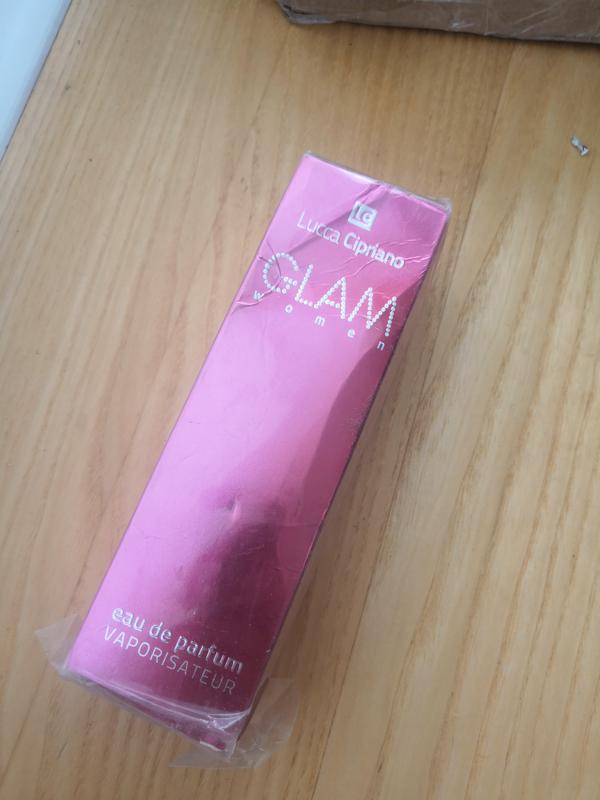 LC
Lucca Cipriano
GLAM
women
eau de parfum
VAPORISATEUR